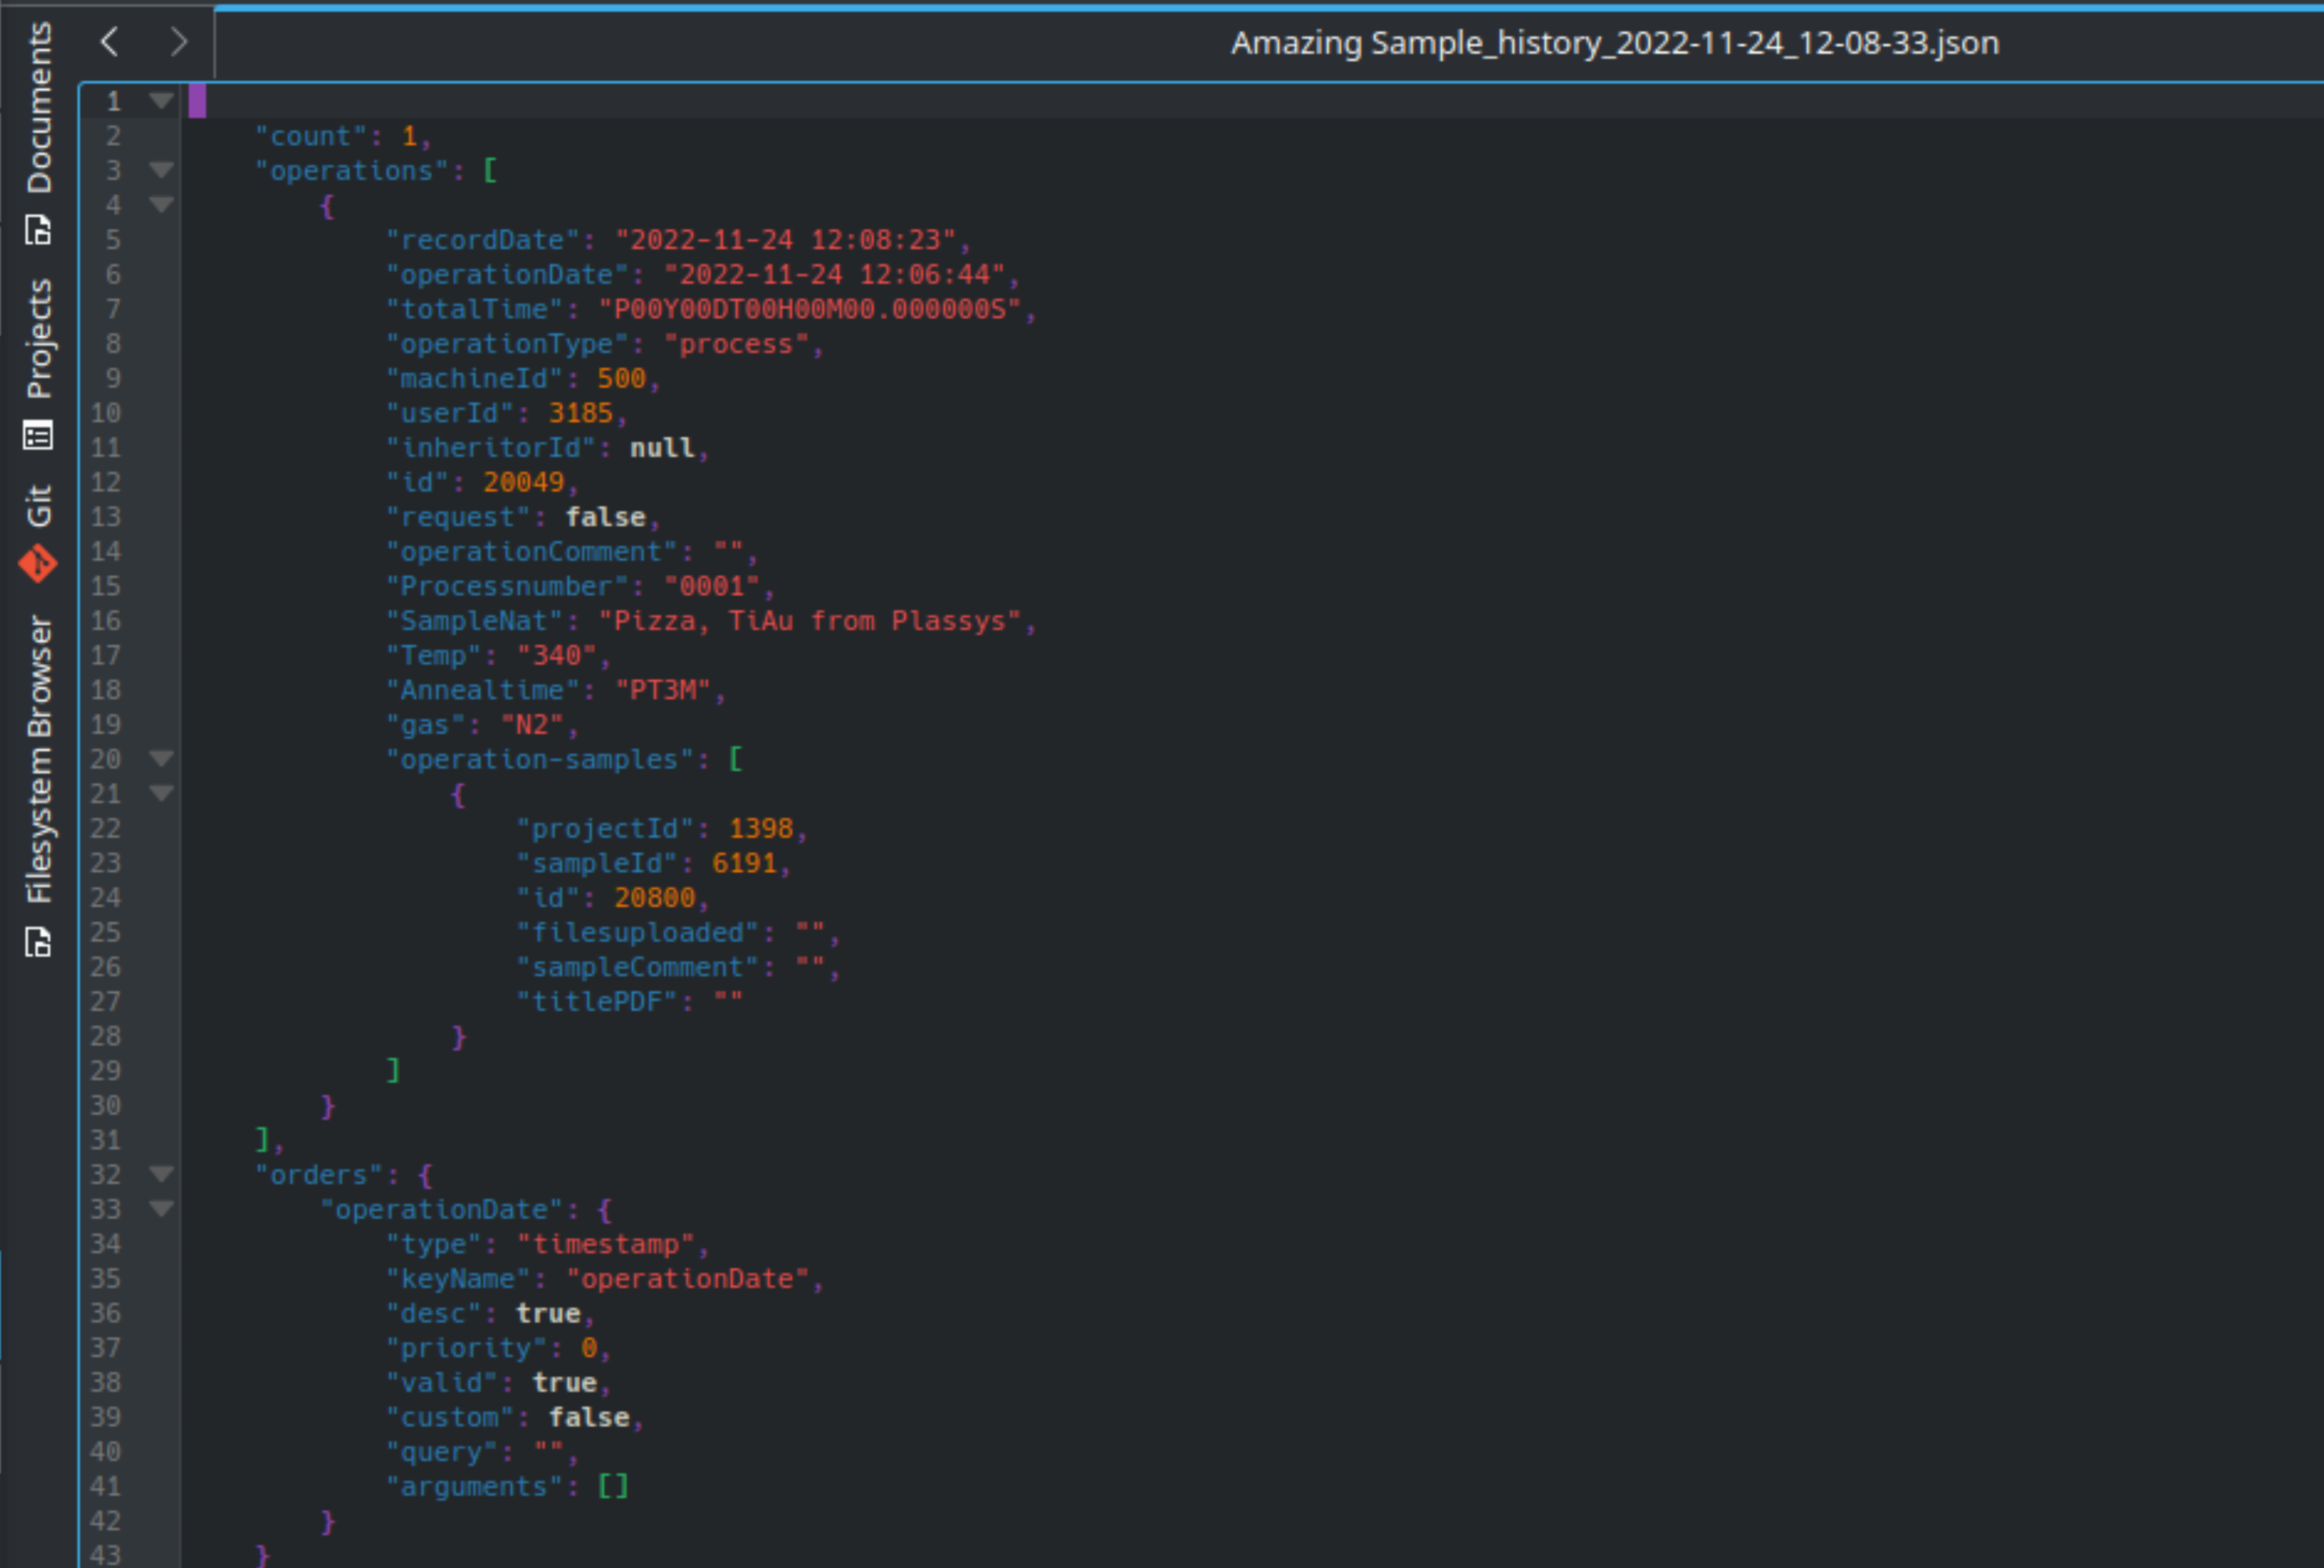 Amazing Sample_history_2022-11-24_12-08-33.json
Documents
Projects
Git
Filesystem Browser
1
2 "count": 1,
3 "operations": [
4 {
5 "recordDate": "2022-11-24 12:08:23",
6 "operationDate": "2022-11-24 12:06:44",
7 "totalTime": "P00Y00DT00H00M00.000000S",
8 "operationType": "process",
9 "machineId": 500,
10 "userId": 3185,
11 "inheritorId": null,
12 "id": 20049,
13 "request": false,
14 "operationComment": "",
15 "Processnumber": "0001",
16 "SampleNat": "Pizza, TiAu from Plassys",
17 "Temp": "340",
18 "Annealtime": "PT3M",
19 "gas": "N2",
20 "operation-samples": [
21 {
22 "projectId": 1398,
23 "sampleId": 6191,
24 "id": 20800,
25 "filesuploaded": "",
26 "sampleComment": "",
27 "titlePDF": ""
28 }
29 ]
30 }
31 ],
32 "orders": {
33 "operationDate": {
34 "type": "timestamp",
35 "keyName": "operationDate",
36 "desc": true,
37 "priority": 0,
38 "valid": true,
39 "custom": false,
40 "query": "",
41 "arguments": []
42 }
43 }